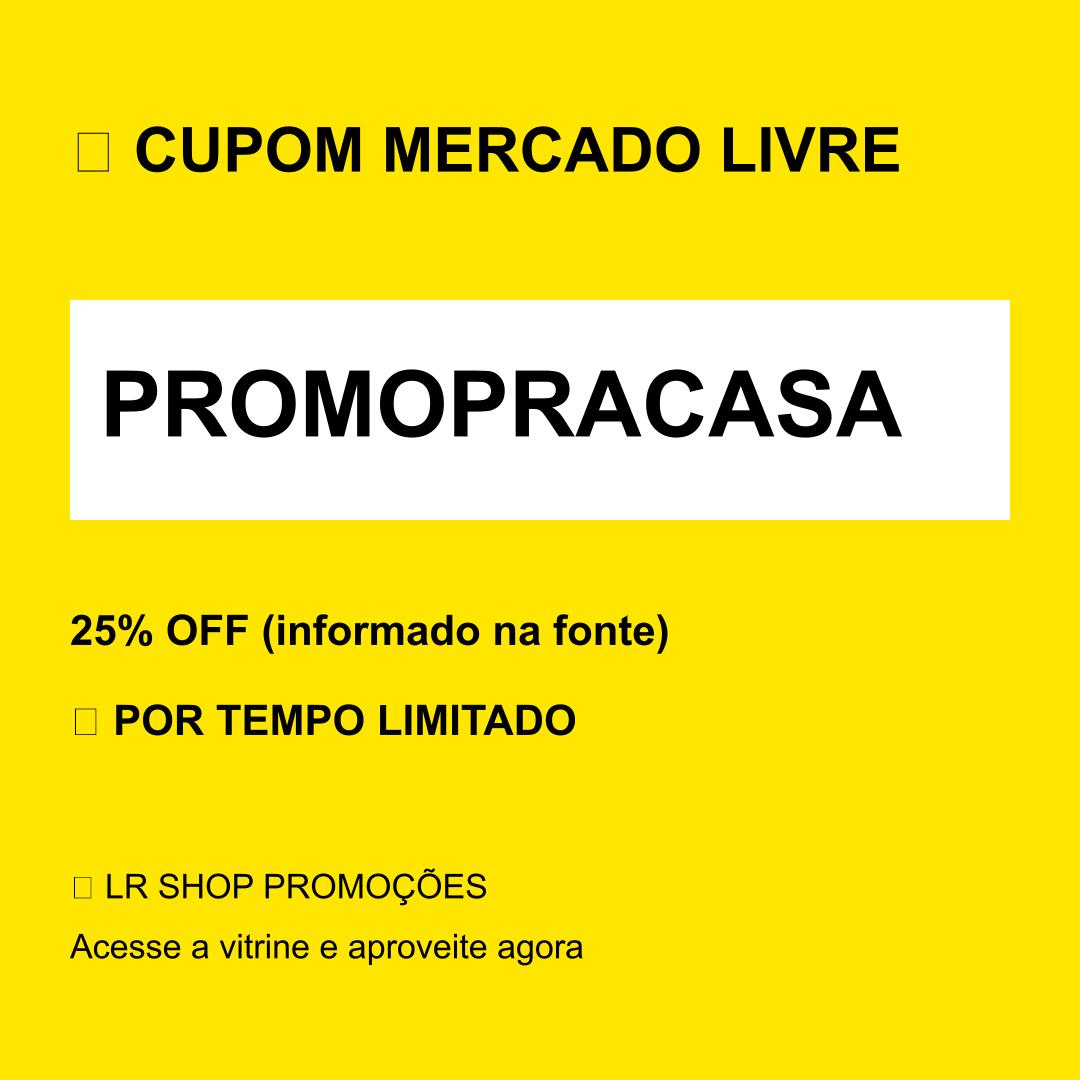 □ CUPOM MERCADO LIVRE
PROMOPRACASA
25% OFF (informado na fonte)
□ POR TEMPO LIMITADO
□ LR SHOP PROMOÇÕES
Acesse a vitrine e aproveite agora